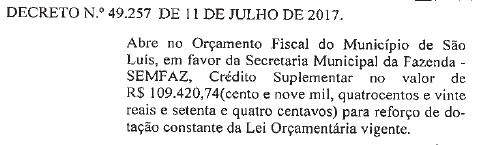 DECRETO N.º 49.257 DE 11 DE JULHO DE 2017.
Abre no Orçamento Fiscal do Município de São
Luís, em favor da Secretaria Municipal da Fazenda -
SEMFAZ, Crédito Suplementar no valor de
R$ 109.420,74(cento e nove mil, quatrocentos e vinte
reais e setenta e quatro centavos) para reforço de do-
tação constante da Lei Orçamentária vigente.